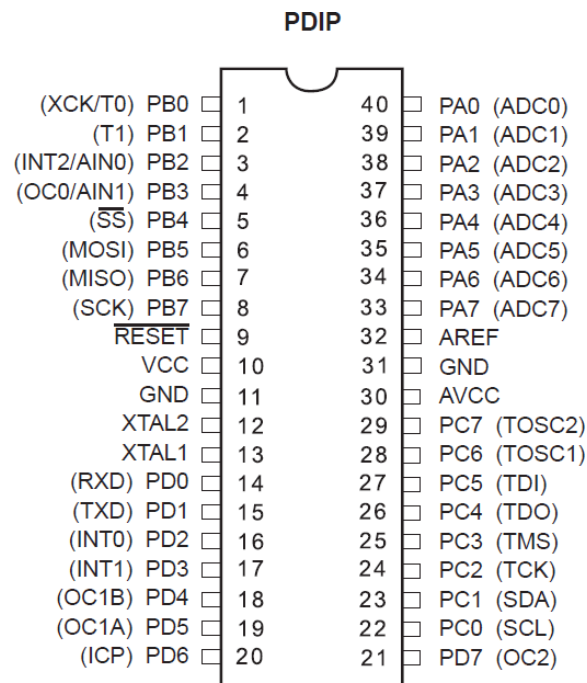 PDIP
(XCK/T0) PB0 1 40 PA0 (ADC0)
(T1) PB1 2 39 PA1 (ADC1)
(INT2/AIN0) PB2 3 38 PA2 (ADC2)
(OC0/AIN1) PB3 4 37 PA3 (ADC3)
(S̅S̅) PB4 5 36 PA4 (ADC4)
(MOSI) PB5 6 35 PA5 (ADC5)
(MISO) PB6 7 34 PA6 (ADC6)
(SCK) PB7 8 33 PA7 (ADC7)
R̅E̅S̅E̅T̅ 9 32 AREF
VCC 10 31 GND
GND 11 30 AVCC
XTAL2 12 29 PC7 (TOSC2)
XTAL1 13 28 PC6 (TOSC1)
(RXD) PD0 14 27 PC5 (TDI)
(TXD) PD1 15 26 PC4 (TDO)
(INT0) PD2 16 25 PC3 (TMS)
(INT1) PD3 17 24 PC2 (TCK)
(OC1B) PD4 18 23 PC1 (SDA)
(OC1A) PD5 19 22 PC0 (SCL)
(ICP) PD6 20 21 PD7 (OC2)